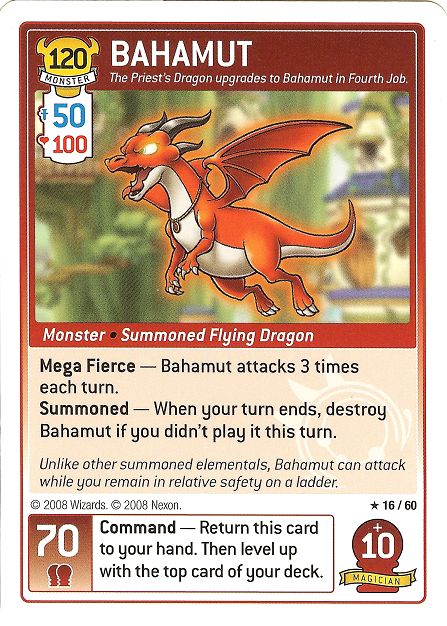 120
MONSTER
BAHAMUT
The Priest's Dragon upgrades to Bahamut in Fourth Job.
50
100
Monster • Summoned Flying Dragon
Mega Fierce — Bahamut attacks 3 times
each turn.
Summoned — When your turn ends, destroy
Bahamut if you didn't play it this turn.
Unlike other summoned elementals, Bahamut can attack
while you remain in relative safety on a ladder.
© 2008 Wizards. © 2008 Nexon.
★ 16 / 60
70
Command — Return this card
to your hand. Then level up
with the top card of your deck.
+
10
MAGICIAN